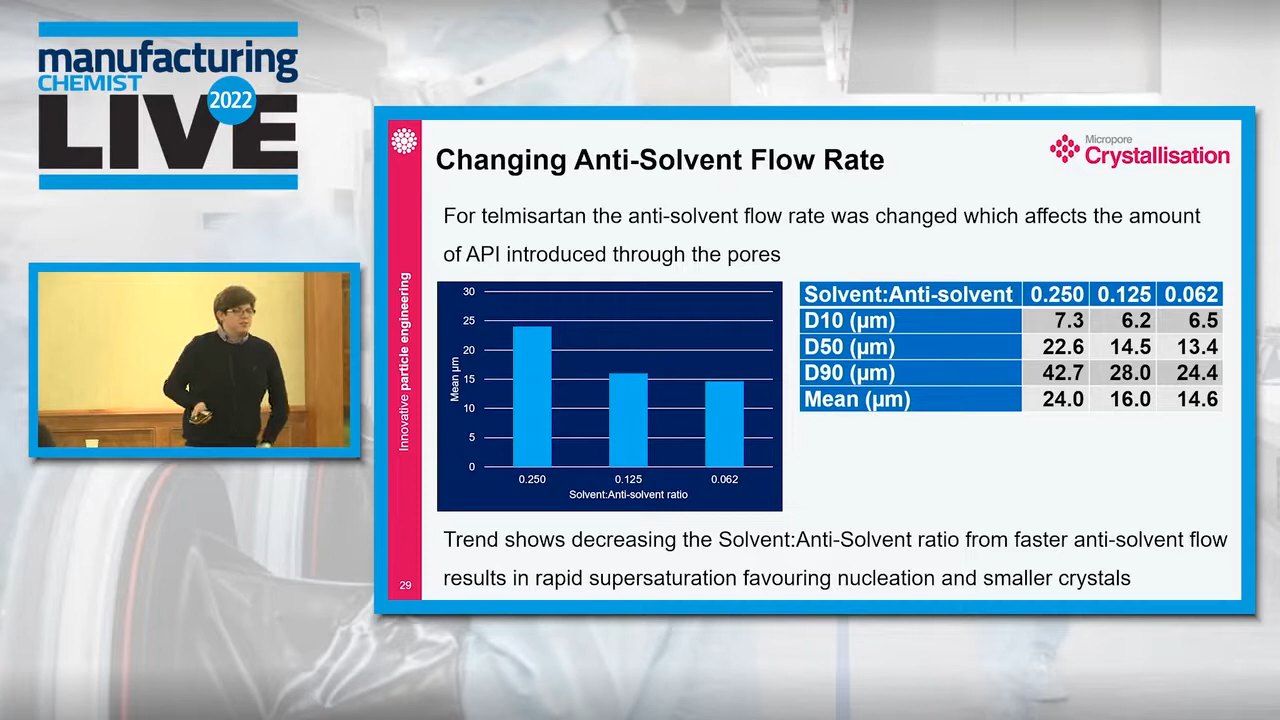 manufacturing
CHEMIST
LIVE
2022
Innovative particle engineering
29
Changing Anti-Solvent Flow Rate
Micropore
Crystallisation
For telmisartan the anti-solvent flow rate was changed which affects the amount
of API introduced through the pores
30
25
20
15
10
5
0
Mean µm
0.250 0.125 0.062
Solvent:Anti-solvent ratio
Solvent:Anti-solvent 0.250 0.125 0.062
D10 (µm) 7.3 6.2 6.5
D50 (µm) 22.6 14.5 13.4
D90 (µm) 42.7 28.0 24.4
Mean (µm) 24.0 16.0 14.6
Trend shows decreasing the Solvent:Anti-Solvent ratio from faster anti-solvent flow
results in rapid supersaturation favouring nucleation and smaller crystals